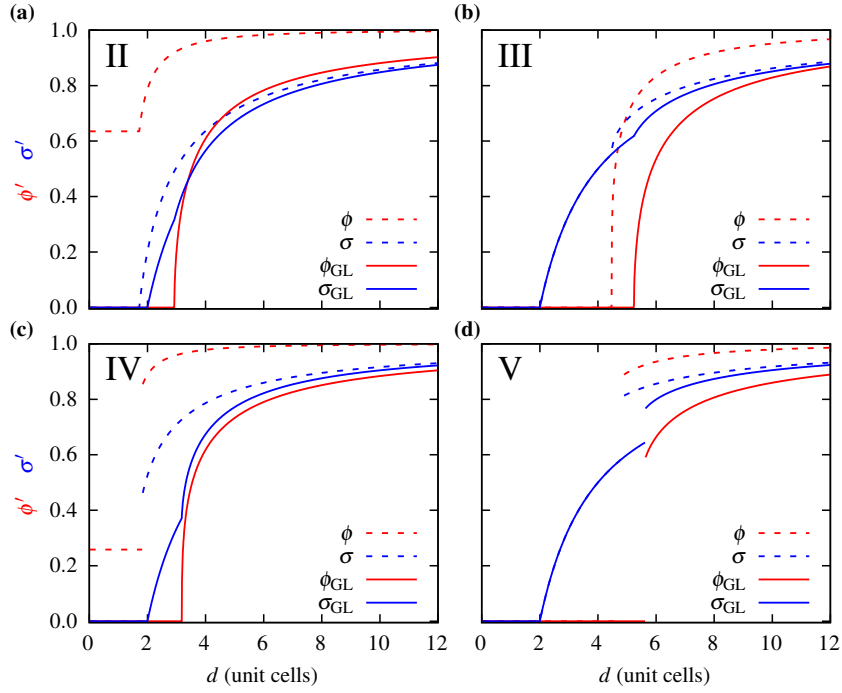 (a) (b)
1.0
II III
0.8
0.6
ϕ′ σ′
0.4
ϕ ϕ
σ σ
0.2
ϕGL ϕGL
σGL σGL
0.0
(c) (d)
1.0
IV V
0.8
0.6
ϕ′ σ′
0.4
ϕ ϕ
σ σ
0.2
ϕGL ϕGL
σGL σGL
0.0
0 2 4 6 8 10 12 0 2 4 6 8 10 12
d (unit cells) d (unit cells)